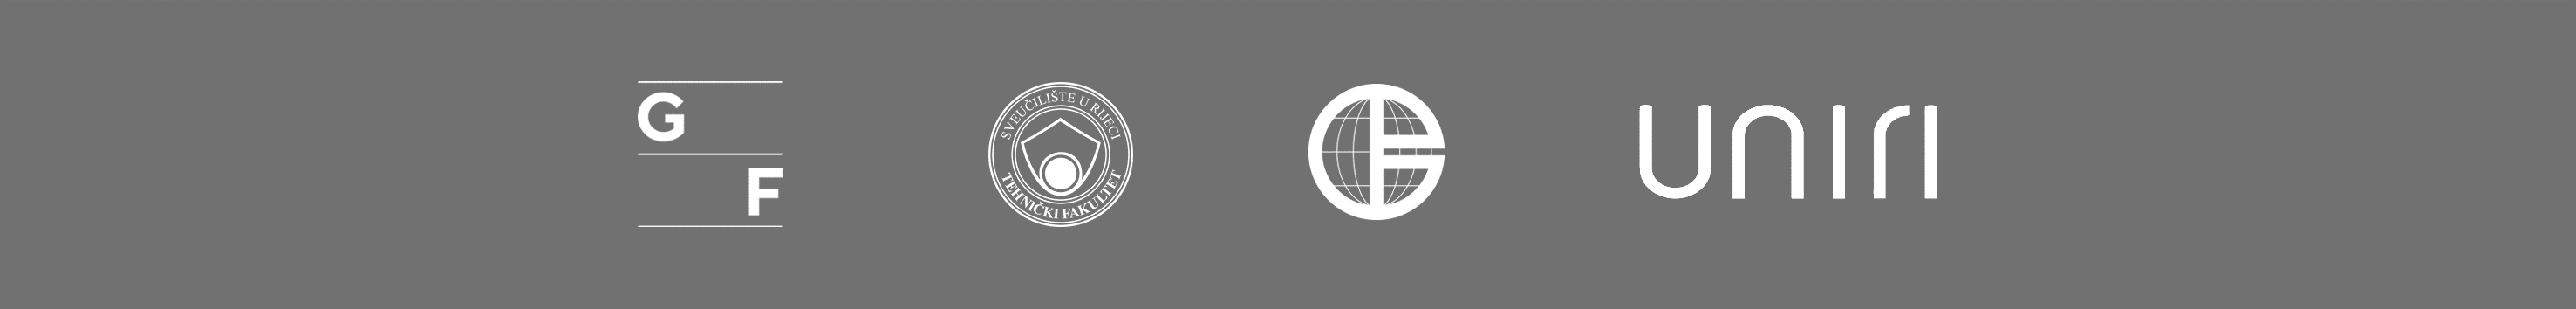 G
F
SVEUČILIŠTE U RIJECI
TEHNIČKI FAKULTET
UNIRI